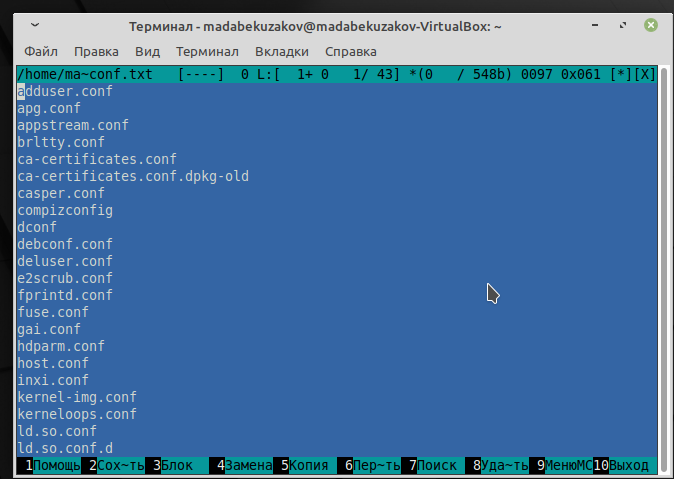 Терминал - madabekuzakov@madabekuzakov-VirtualBox: ~
Файл Правка Вид Терминал Вкладки Справка
/home/ma~conf.txt [----] 0 L:[ 1+ 0 1/ 43] *(0 / 548b) 0097 0x061 [*][X]
adduser.conf
apg.conf
appstream.conf
brltty.conf
ca-certificates.conf
ca-certificates.conf.dpkg-old
casper.conf
compizconfig
dconf
debconf.conf
deluser.conf
e2scrub.conf
fprintd.conf
fuse.conf
gai.conf
hdparm.conf
host.conf
inxi.conf
kernel-img.conf
kerneloops.conf
ld.so.conf
ld.so.conf.d
1Помощь 2Сох~ть 3Блок 4Замена 5Копия 6Пер~ть 7Поиск 8Уда~ть 9МенюMC 10Выход